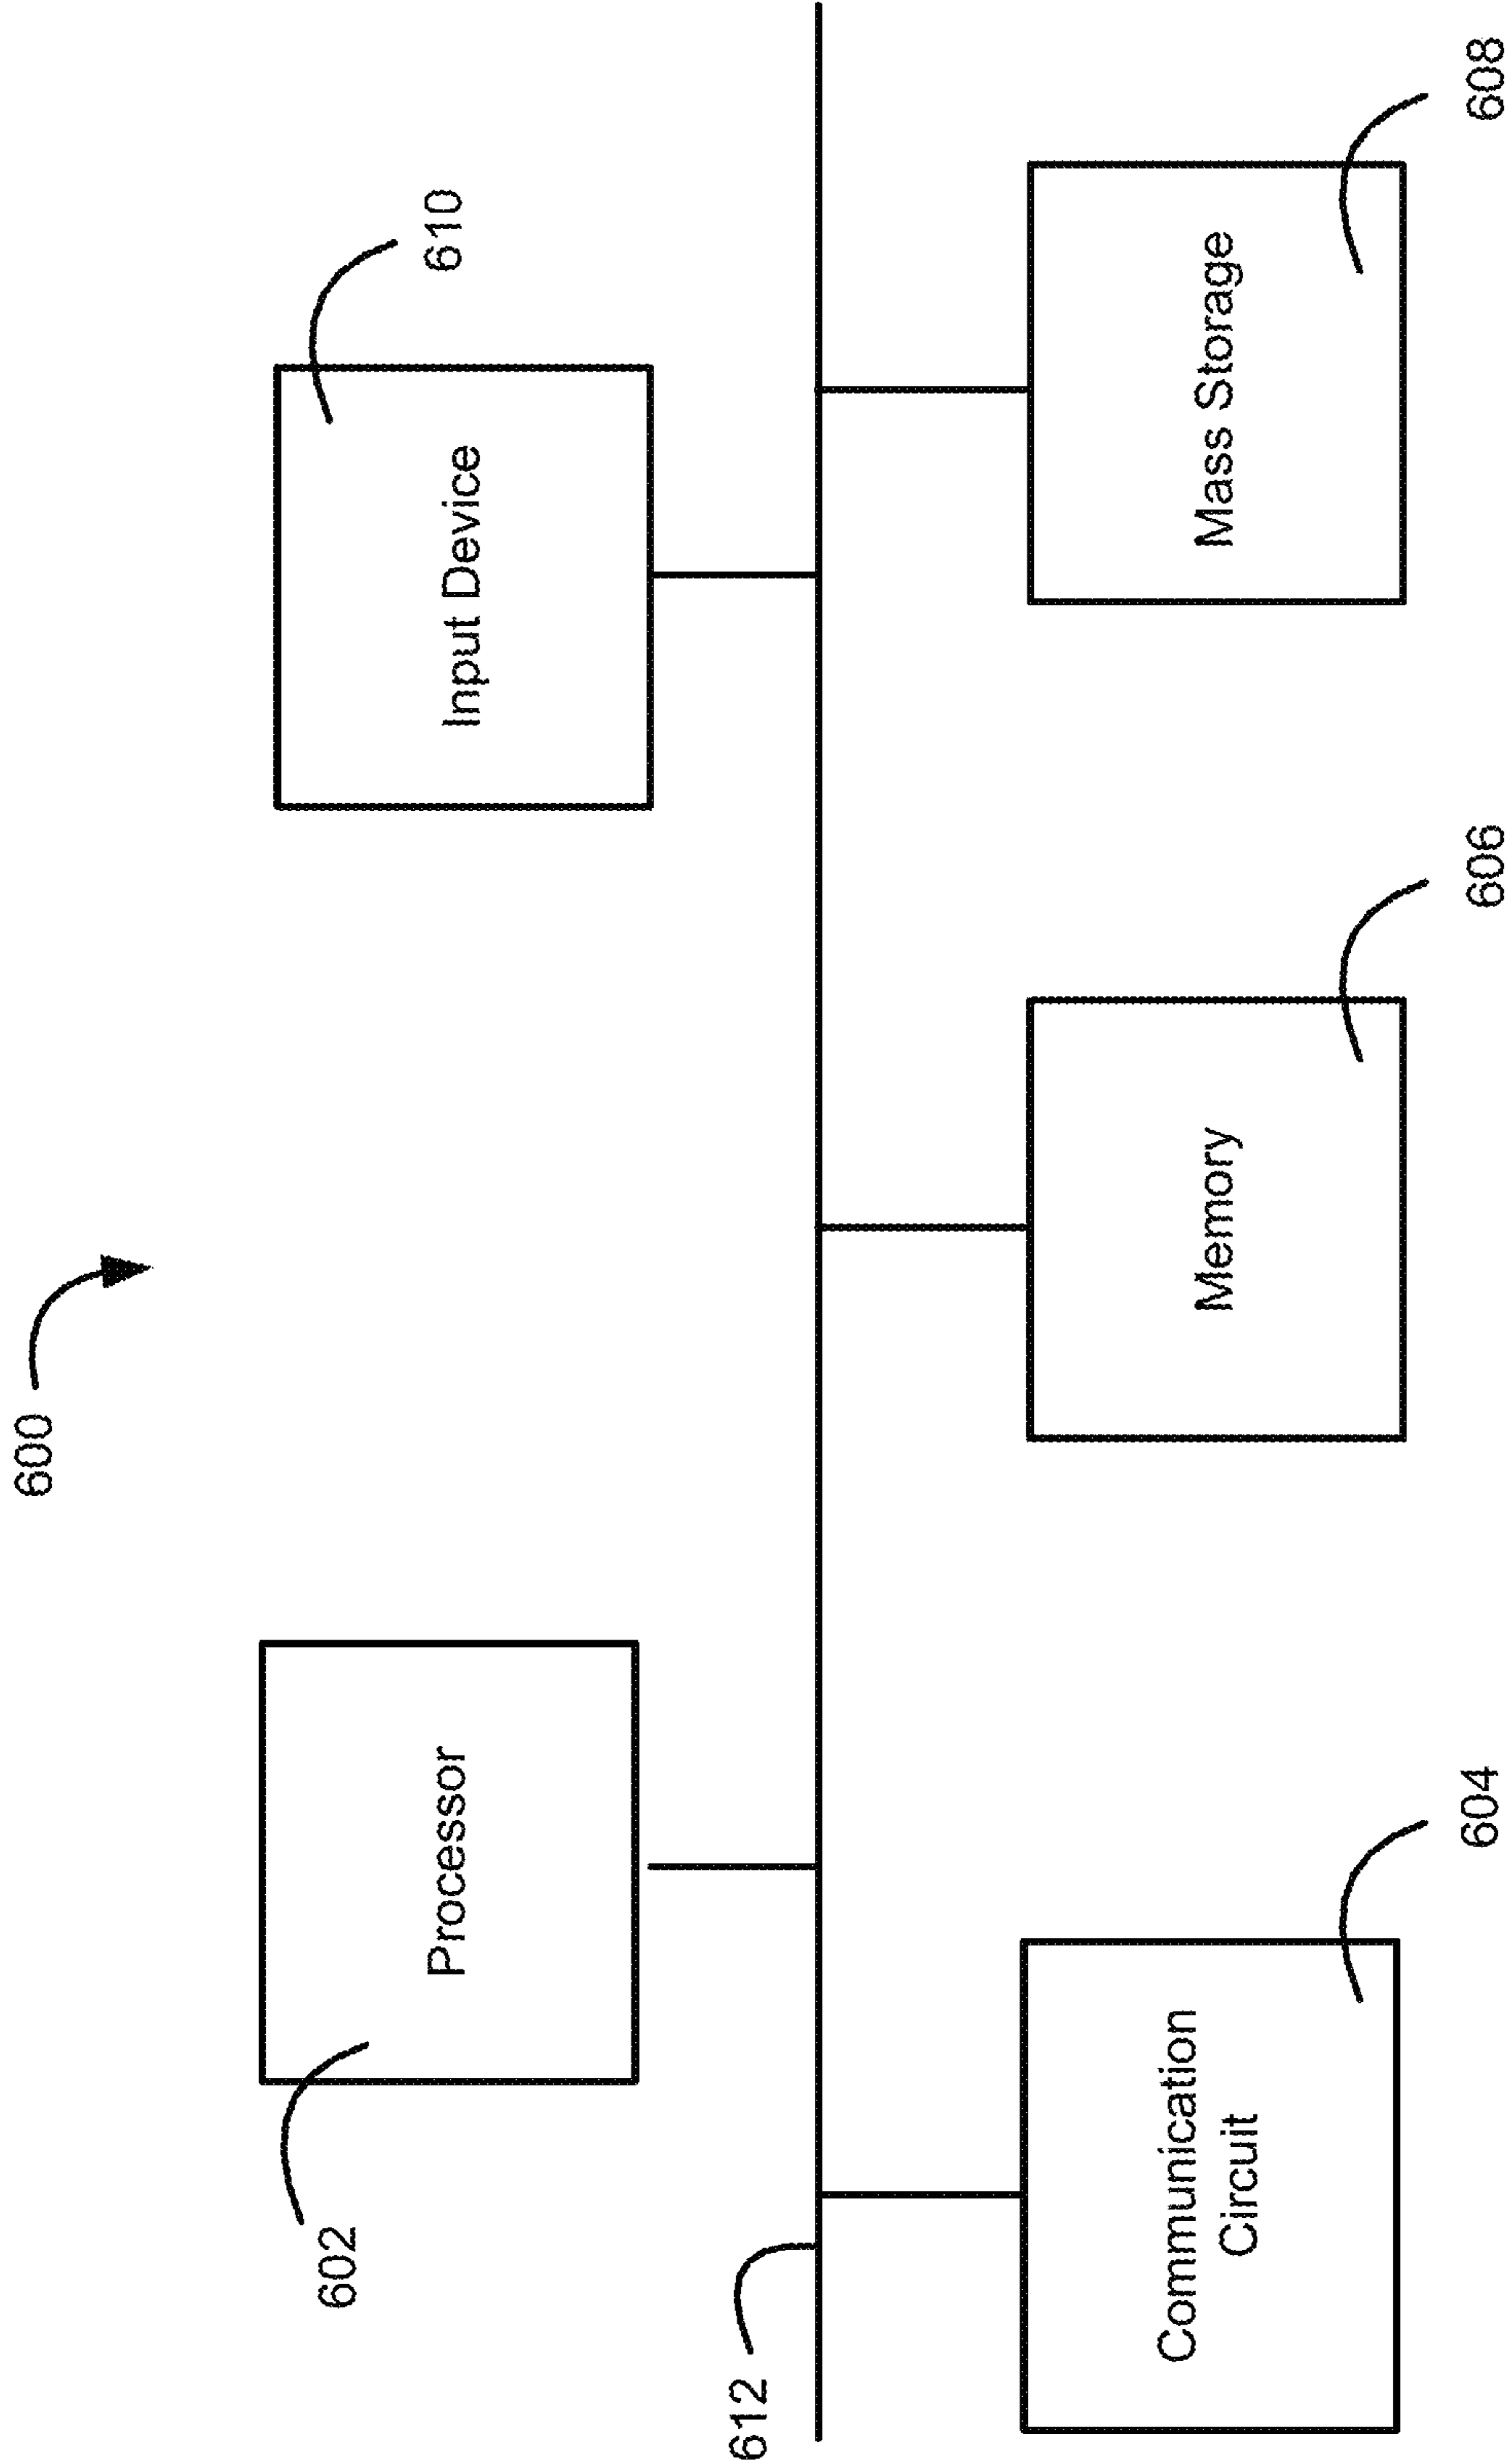 600
602
Processor
Input Device
610
612
Communication
Circuit
604
Memory
606
Mass Storage
608